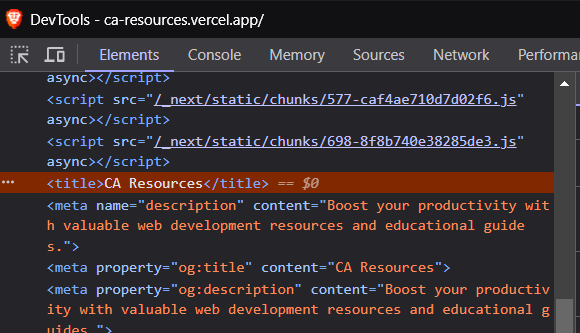 DevTools - ca-resources.vercel.app/
Elements Console Memory Sources Network Performa
async></script>
<script src="/_next/static/chunks/577-caf4ae710d7d02f6.js"
async></script>
<script src="/_next/static/chunks/698-8f8b740e38285de3.js"
async></script>
<title>CA Resources</title> == $0
<meta name="description" content="Boost your productivity wit
h valuable web development resources and educational guide
s.">
<meta property="og:title" content="CA Resources">
<meta property="og:description" content="Boost your productiv
ity with valuable web development resources and educational g
uides.">